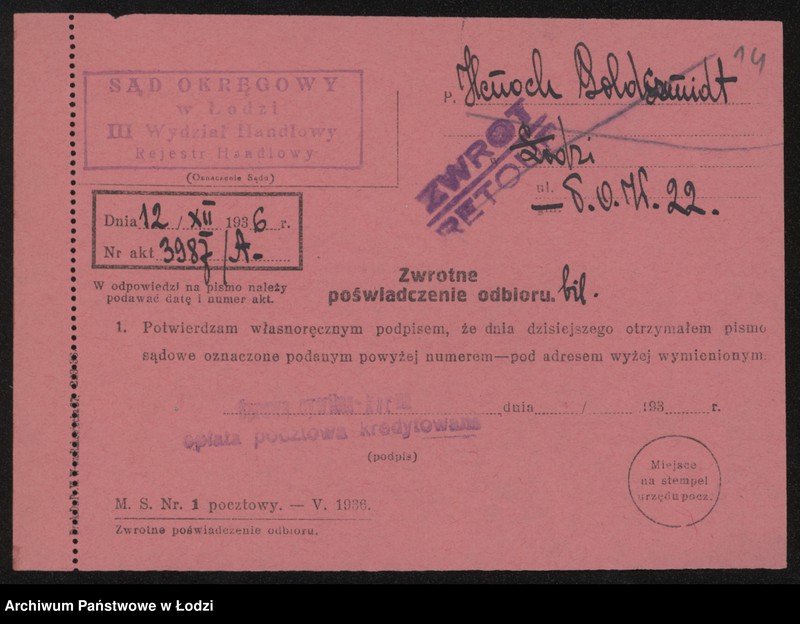 14
SĄD OKRĘGOWY
w Łodzi
III Wydział Handlowy
Rejestr Handlowy
(Oznaczenie Sądu)
P. Henoch Goldszmidt
ZWROT
RETOUR
w Łodzi
ul. P.O.W. 22.
Dnia 12 / XII 1936 r.
Nr akt 3987/A-
W odpowiedzi na pismo należy
podawać datę i numer akt.
Zwrotne
poświadczenie odbioru. bil.
1. Potwierdzam własnoręcznym podpisem, że dnia dzisiejszego otrzymałem pismo
sądowe oznaczone podanym powyżej numerem—pod adresem wyżej wymienionym.
dnia / 193 r.
opłata pocztowa kredytowana
(podpis)
Miejsce
na stempel
urzędu pocz.
M. S. Nr. 1 pocztowy. — V. 1936.
Zwrotne poświadczenie odbioru.
Archiwum Państwowe w Łodzi